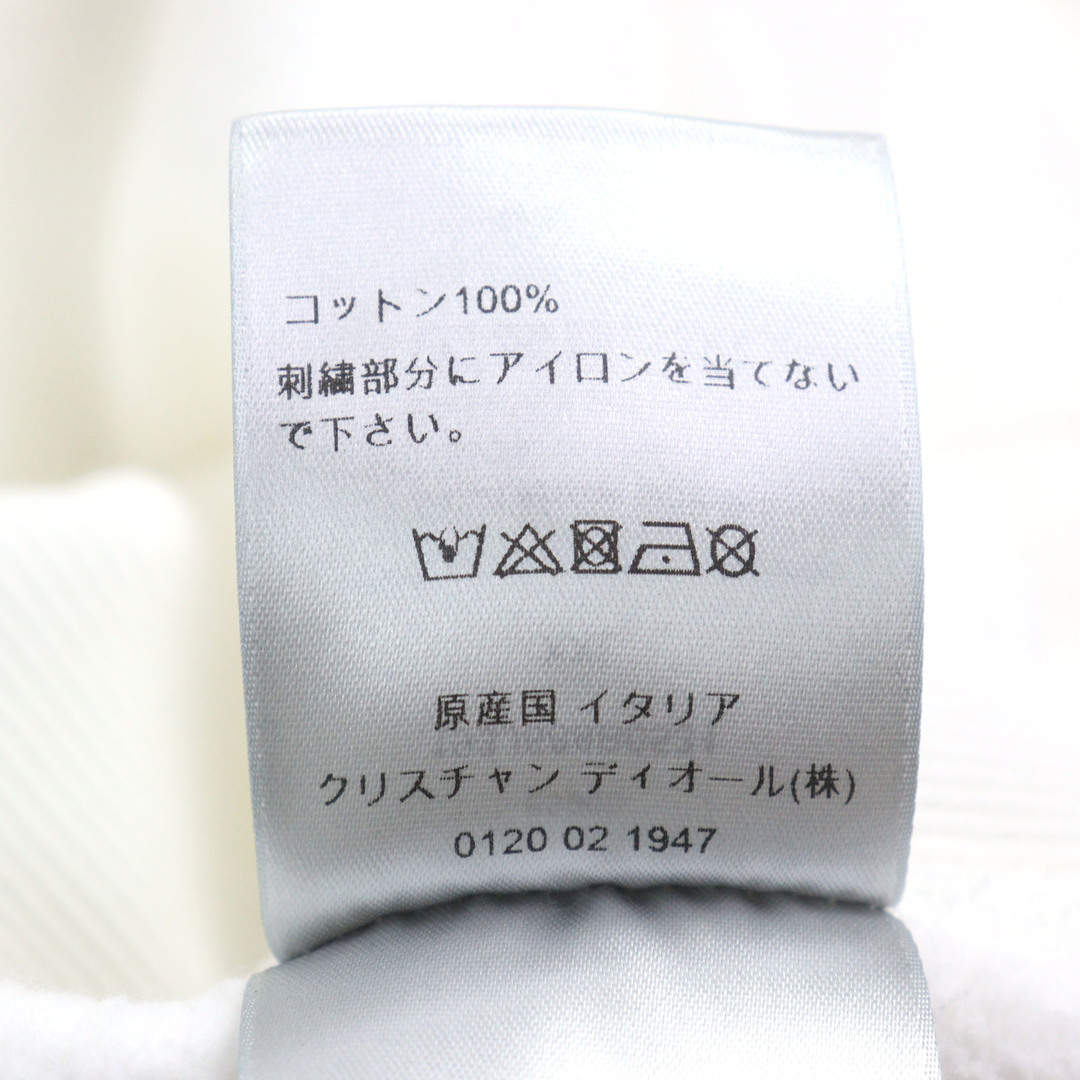 コットン100%
刺繍部分にアイロンを当てない
で下さい。
原産国 イタリア
クリスチャン ディオール(株)
0120 02 1947